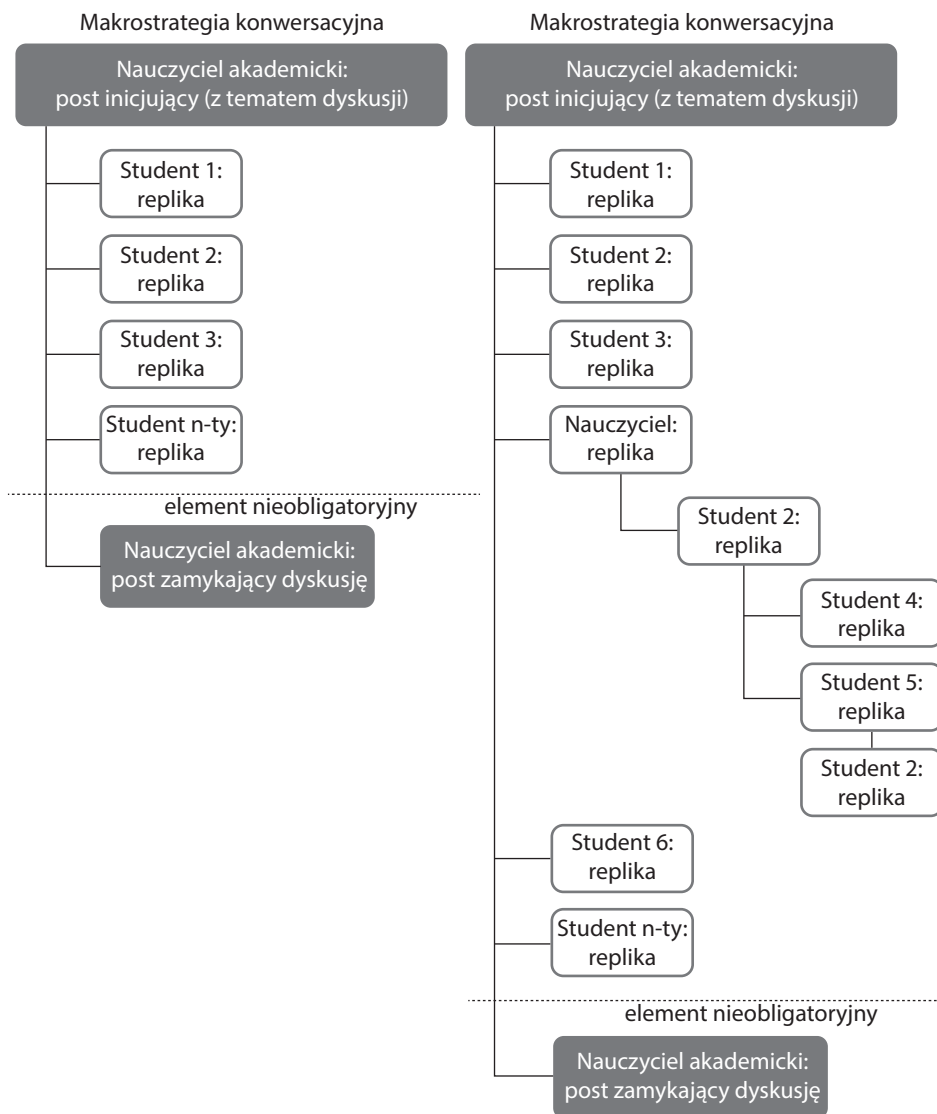 Makrostrategia konwersacyjna
Nauczyciel akademicki:
post inicjujący (z tematem dyskusji)
Student 1:
replika
Student 2:
replika
Student 3:
replika
Student n-ty:
replika
element nieobligatoryjny
Nauczyciel akademicki:
post zamykający dyskusję
Makrostrategia konwersacyjna
Nauczyciel akademicki:
post inicjujący (z tematem dyskusji)
Student 1:
replika
Student 2:
replika
Student 3:
replika
Nauczyciel:
replika
Student 2:
replika
Student 4:
replika
Student 5:
replika
Student 2:
replika
Student 6:
replika
Student n-ty:
replika
element nieobligatoryjny
Nauczyciel akademicki:
post zamykający dyskusję